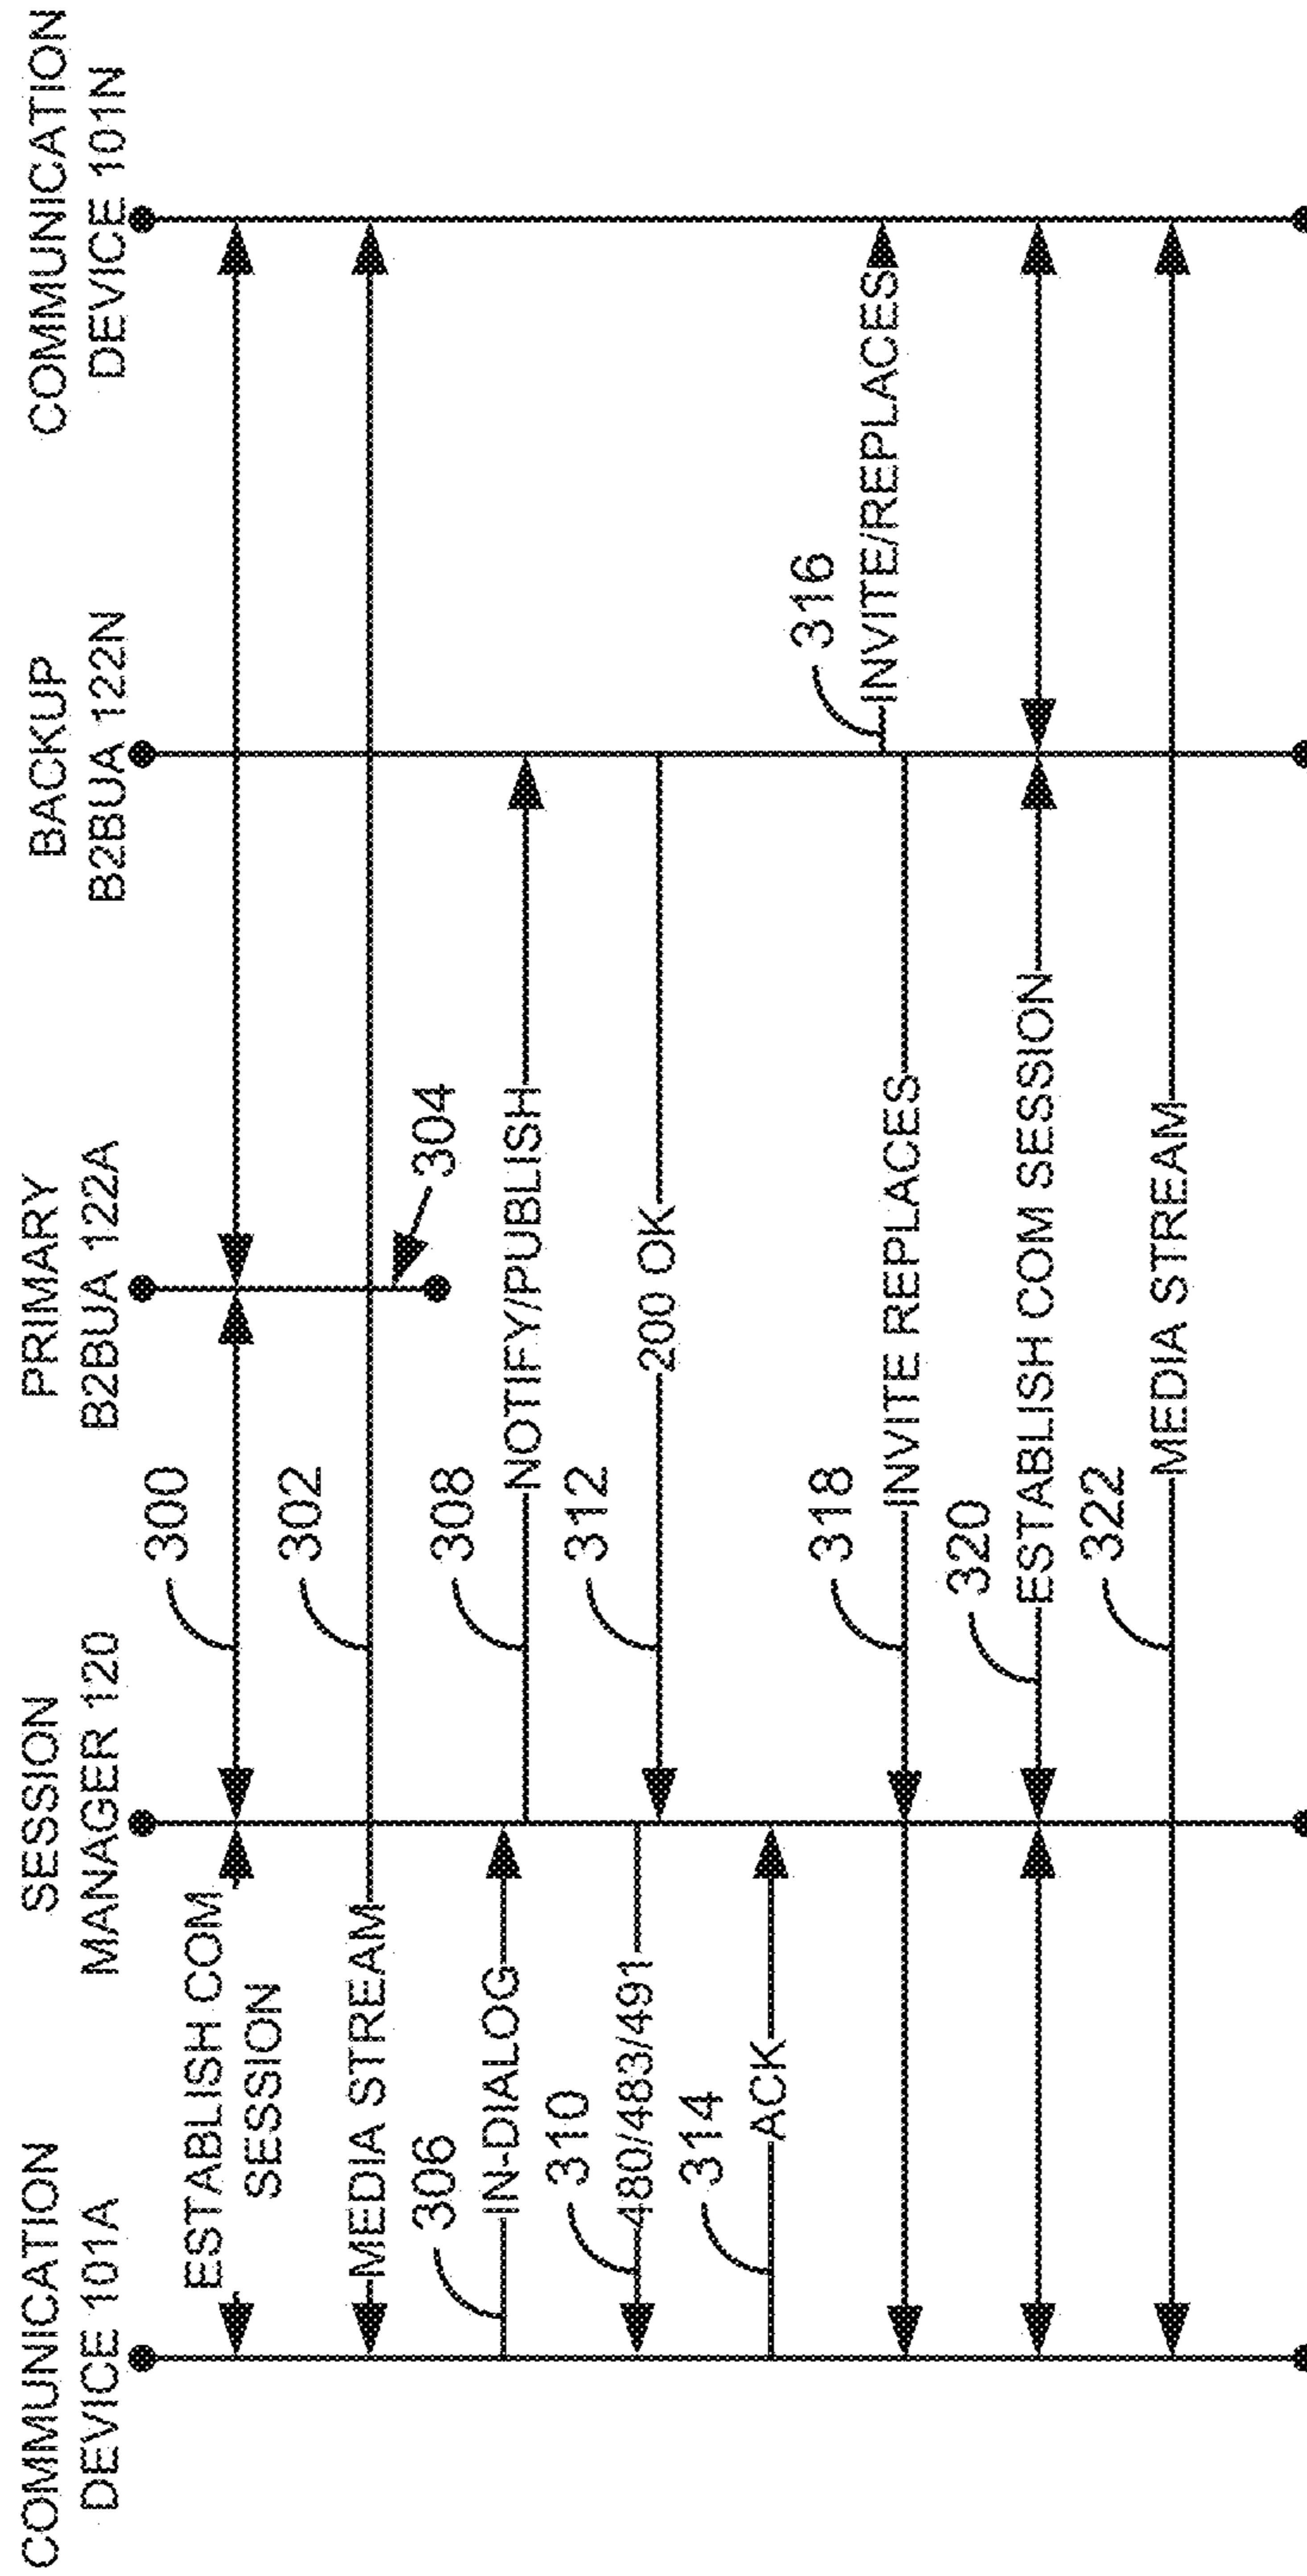 COMMUNICATION
DEVICE 101A
SESSION
MANAGER 120
PRIMARY
B2BUA 122A
BACKUP
B2BUA 122N
COMMUNICATION
DEVICE 101N
ESTABLISH COM
SESSION
300
MEDIA STREAM
302
304
306
IN-DIALOG
308
NOTIFY/PUBLISH
310
480/483/491
312
200 OK
314
ACK
316
INVITE/REPLACES
318
INVITE REPLACES
320
ESTABLISH COM SESSION
322
MEDIA STREAM